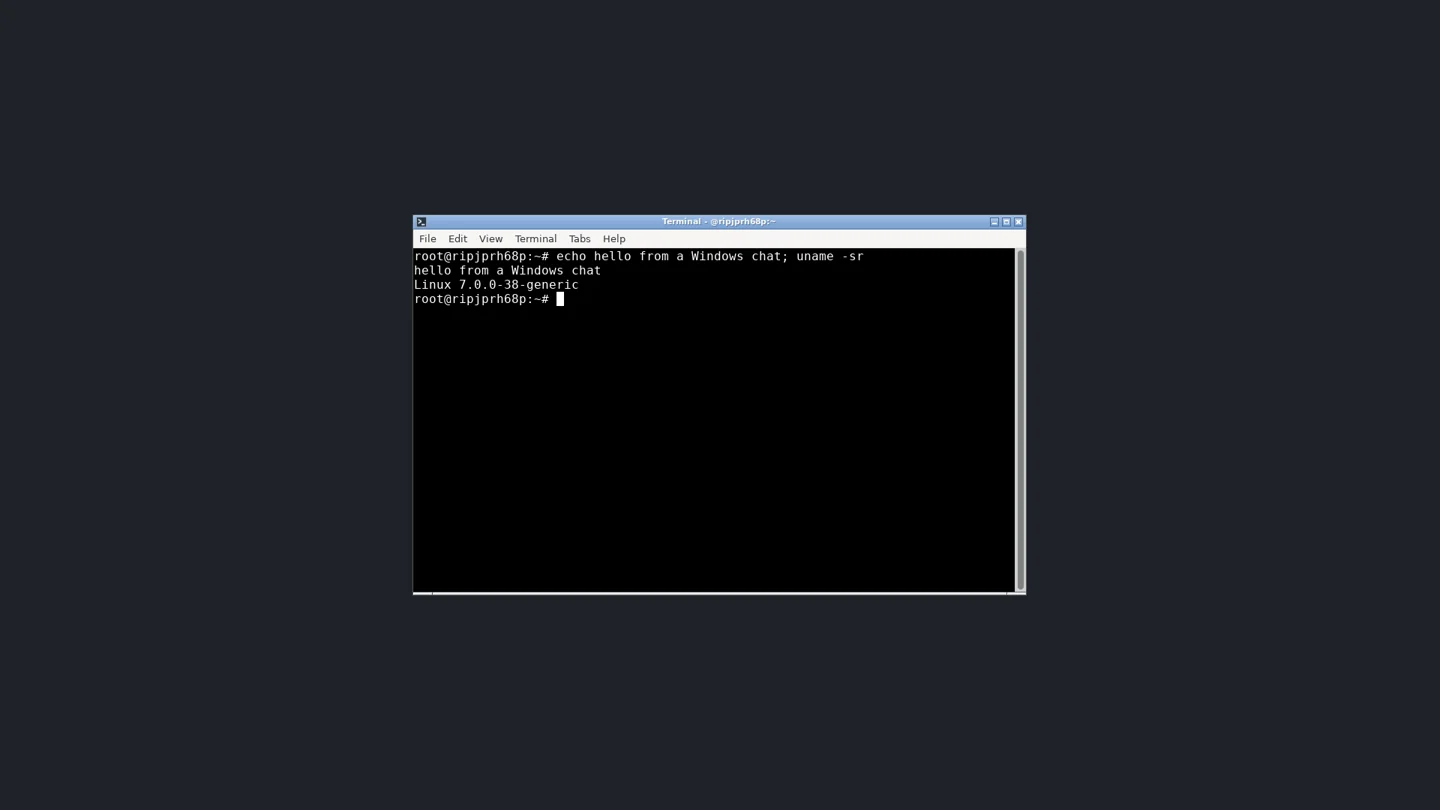 Terminal - @ripjprh68p:~
File Edit View Terminal Tabs Help
root@ripjprh68p:~# echo hello from a Windows chat; uname -sr
hello from a Windows chat
Linux 7.0.0-38-generic
root@ripjprh68p:~#